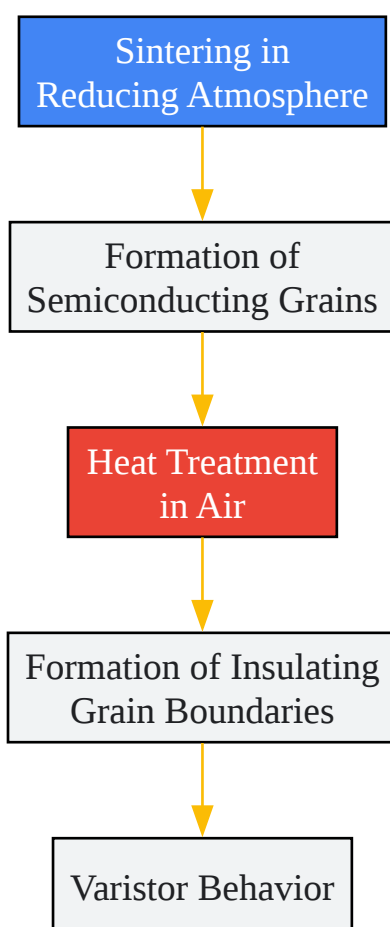 Sintering in
Reducing Atmosphere
Formation of
Semiconducting Grains
Heat Treatment
in Air
Formation of Insulating
Grain Boundaries
Varistor Behavior